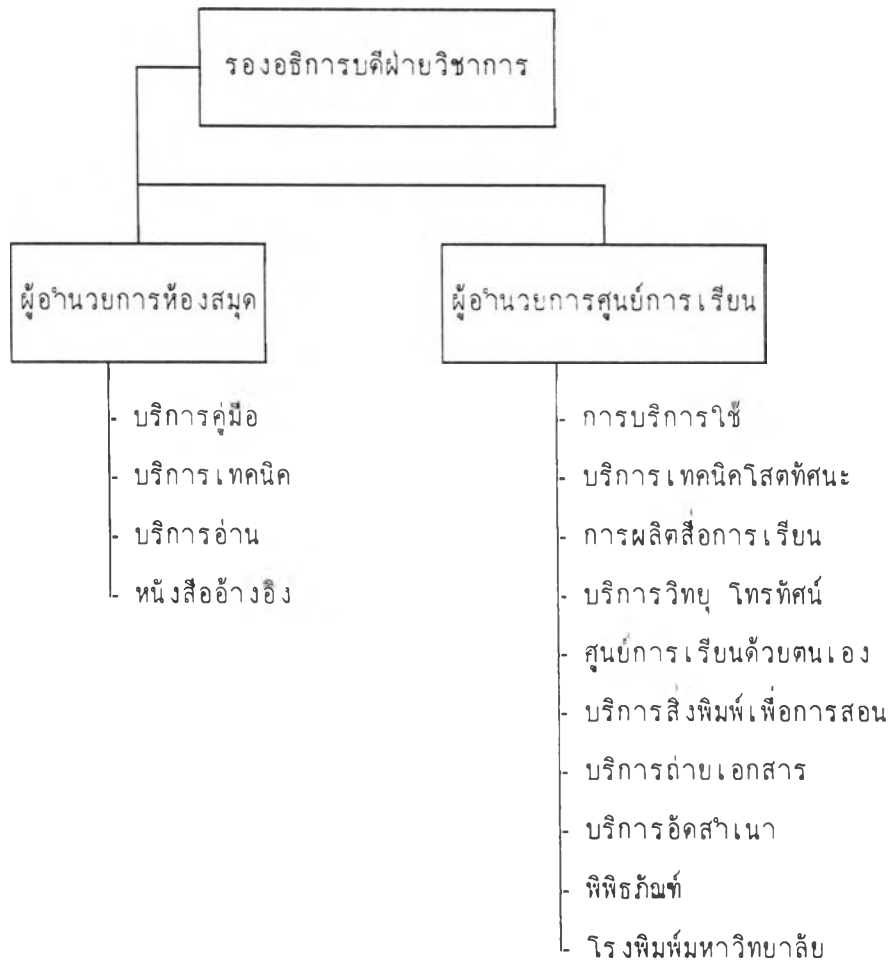 รองอธิการบดีฝ่ายวิชาการ
ผู้อำนวยการห้องสมุด
- บริการคู่มือ
- บริการเทคนิค
- บริการอ่าน
- หนังสืออ้างอิง
ผู้อำนวยการศูนย์การเรียน
- การบริการใช้
- บริการเทคนิคโสตทัศนะ
- การผลิตสื่อการเรียน
- บริการวิทยุ โทรทัศน์
- ศูนย์การเรียนด้วยตนเอง
- บริการสิ่งพิมพ์เพื่อการสอน
- บริการถ่ายเอกสาร
- บริการอัดสำเนา
- พิพิธภัณฑ์
- โรงพิมพ์มหาวิทยาลัย